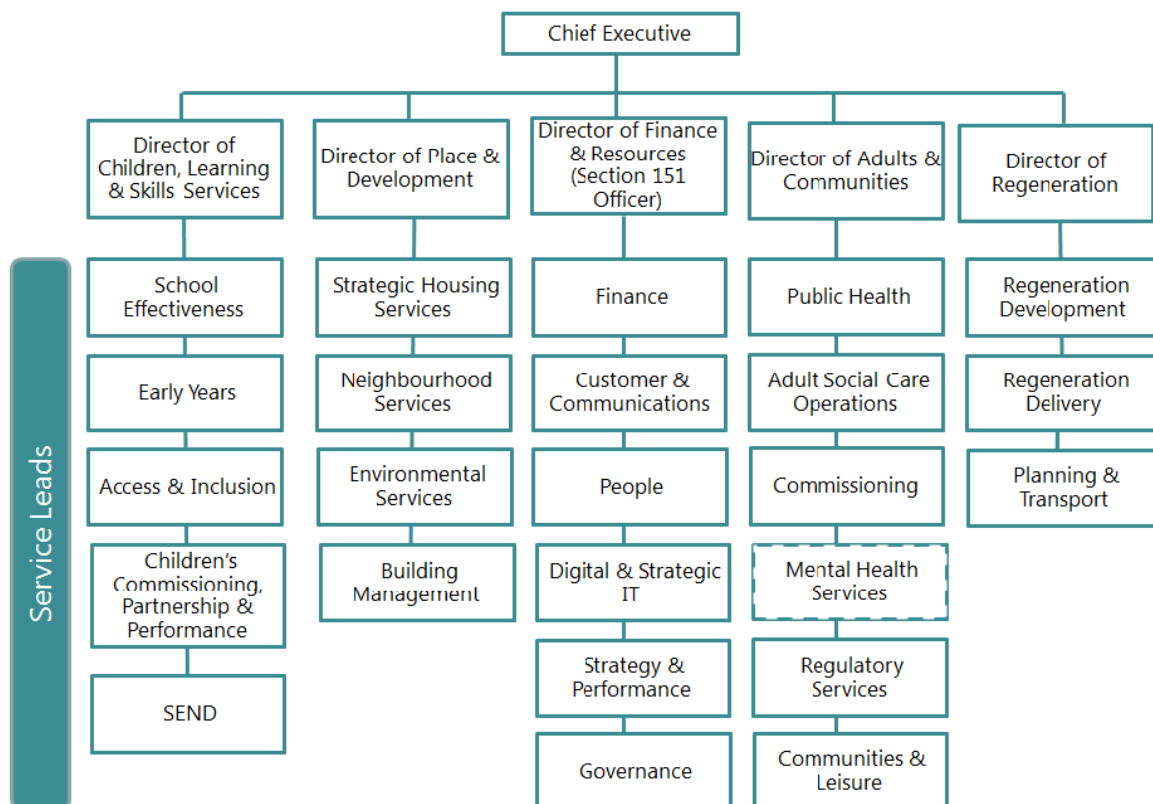 Chief Executive
Director of
Children, Learning
& Skills Services
Director of Place &
Development
Director of Finance
& Resources
(Section 151
Officer)
Director of Adults &
Communities
Director of
Regeneration
Service Leads
School
Effectiveness
Strategic Housing
Services
Finance
Public Health
Regeneration
Development
Early Years
Neighbourhood
Services
Customer &
Communications
Adult Social Care
Operations
Regeneration
Delivery
Access & Inclusion
Environmental
Services
People
Commissioning
Planning &
Transport
Children's
Commissioning,
Partnership &
Performance
Building
Management
Digital & Strategic
IT
Mental Health
Services
SEND
Strategy &
Performance
Regulatory
Services
Governance
Communities &
Leisure